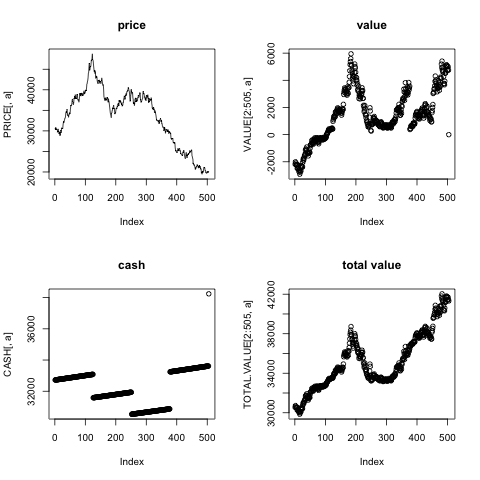 price
PRICE[, a]
20000 30000 40000
0 100 200 300 400 500
Index
value
VALUE[2:505, a]
-2000 0 2000 6000
0 100 200 300 400 500
Index
cash
CASH[, a]
32000 36000
0 100 200 300 400 500
Index
total value
TOTAL.VALUE[2:505, a]
30000 34000 38000 42000
0 100 200 300 400 500
Index